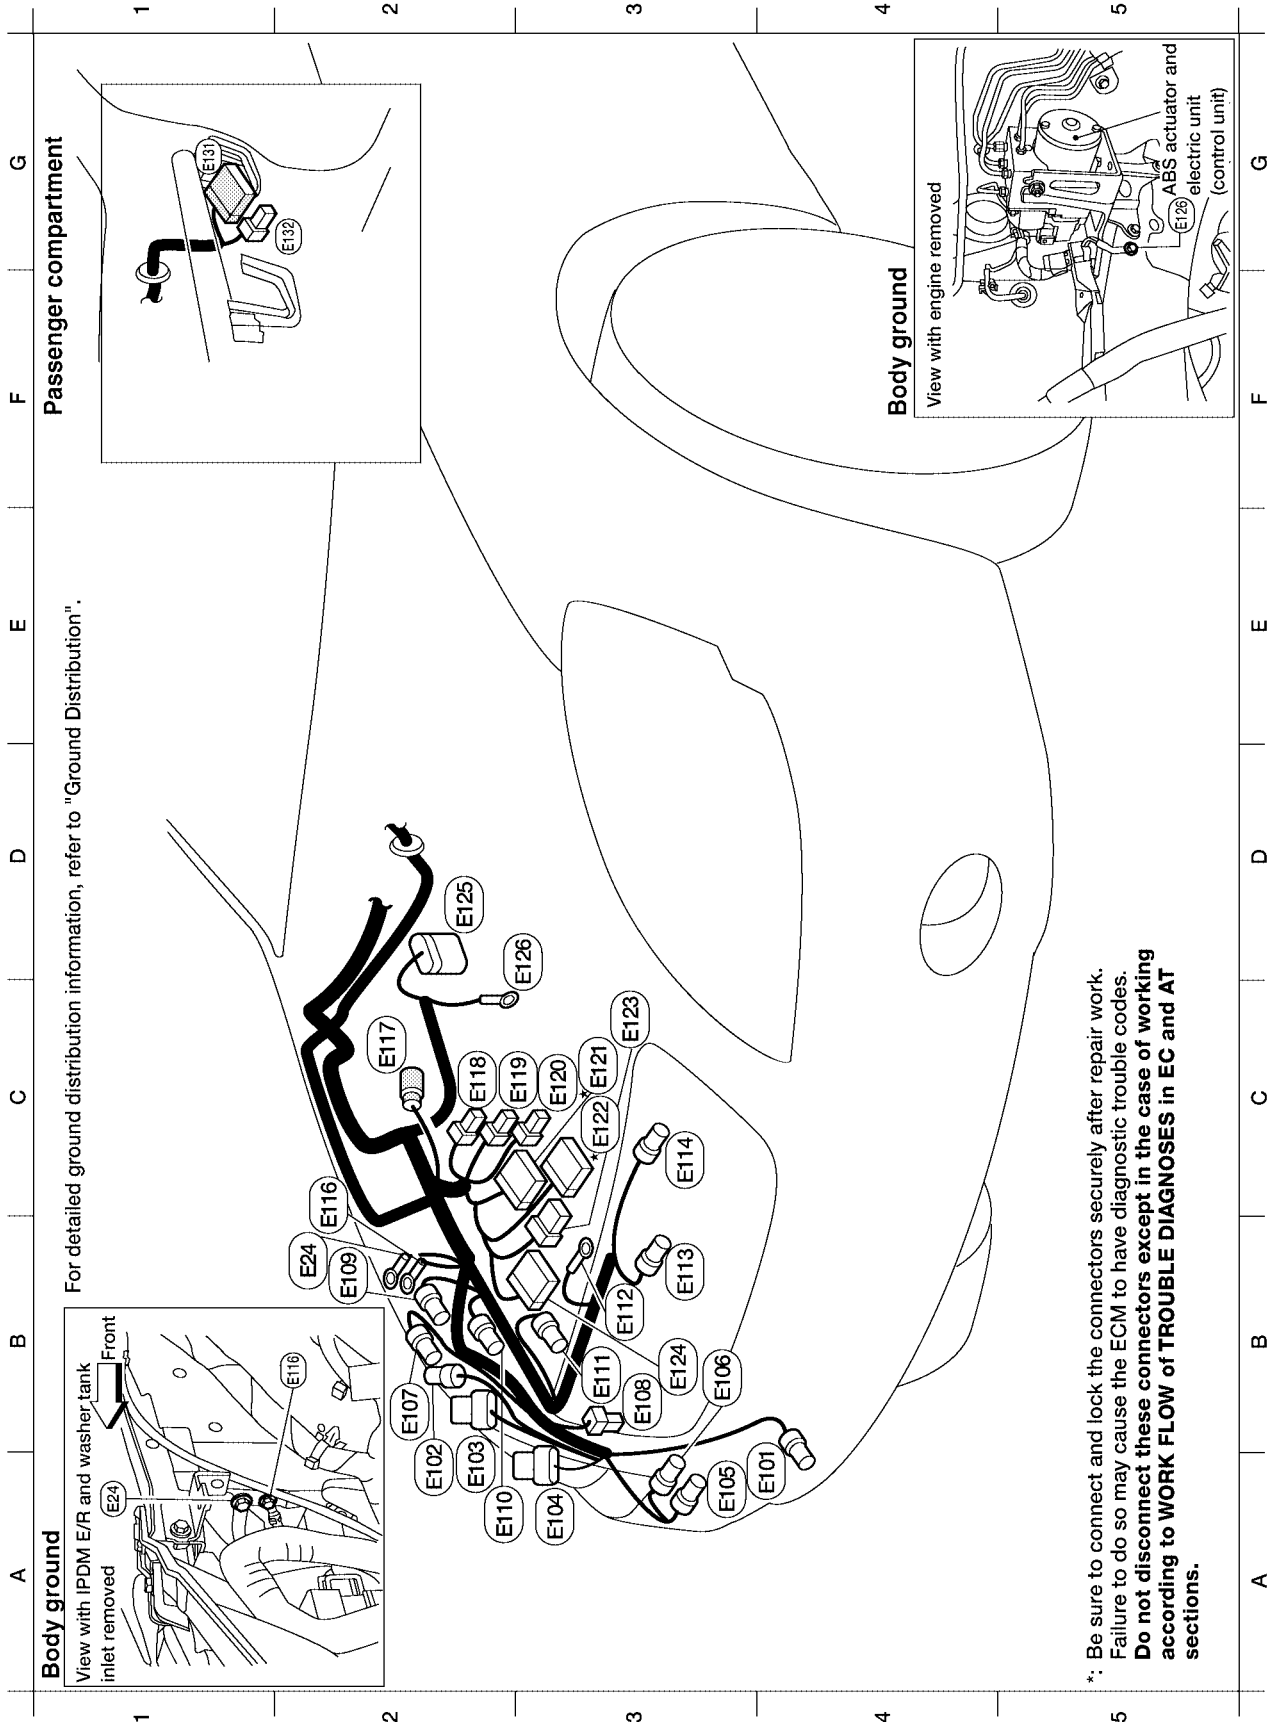 A B C D E F G
1
2
3
4
5
Body ground
View with IPDM E/R and washer tank
inlet removed
Front
E24
E116
For detailed ground distribution information, refer to "Ground Distribution".
Passenger compartment
E131
E132
E24
E109
E116
E107
E102
E103
E110
E104
E117
E118
E119
E120
E121
★
E122
★
E123
E125
E126
E114
E113
E112
E111
E124
E108
E106
E105
E101
Body ground
View with engine removed
ABS actuator and
electric unit
(control unit)
E126
*: Be sure to connect and lock the connectors securely after repair work.
Failure to do so may cause the ECM to have diagnostic trouble codes.
Do not disconnect these connectors except in the case of working
according to WORK FLOW of TROUBLE DIAGNOSES in EC and AT
sections.
1
2
3
4
5
A B C D E F G